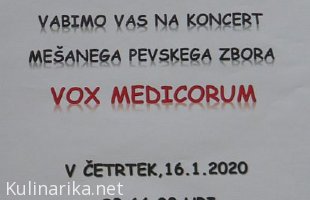 VABIMO VAS NA KONCERT
MEŠANEGA PEVSKEGA ZBORA
VOX MEDICORUM
V ČETRTEK,16.1.2020
Kulinarika.net